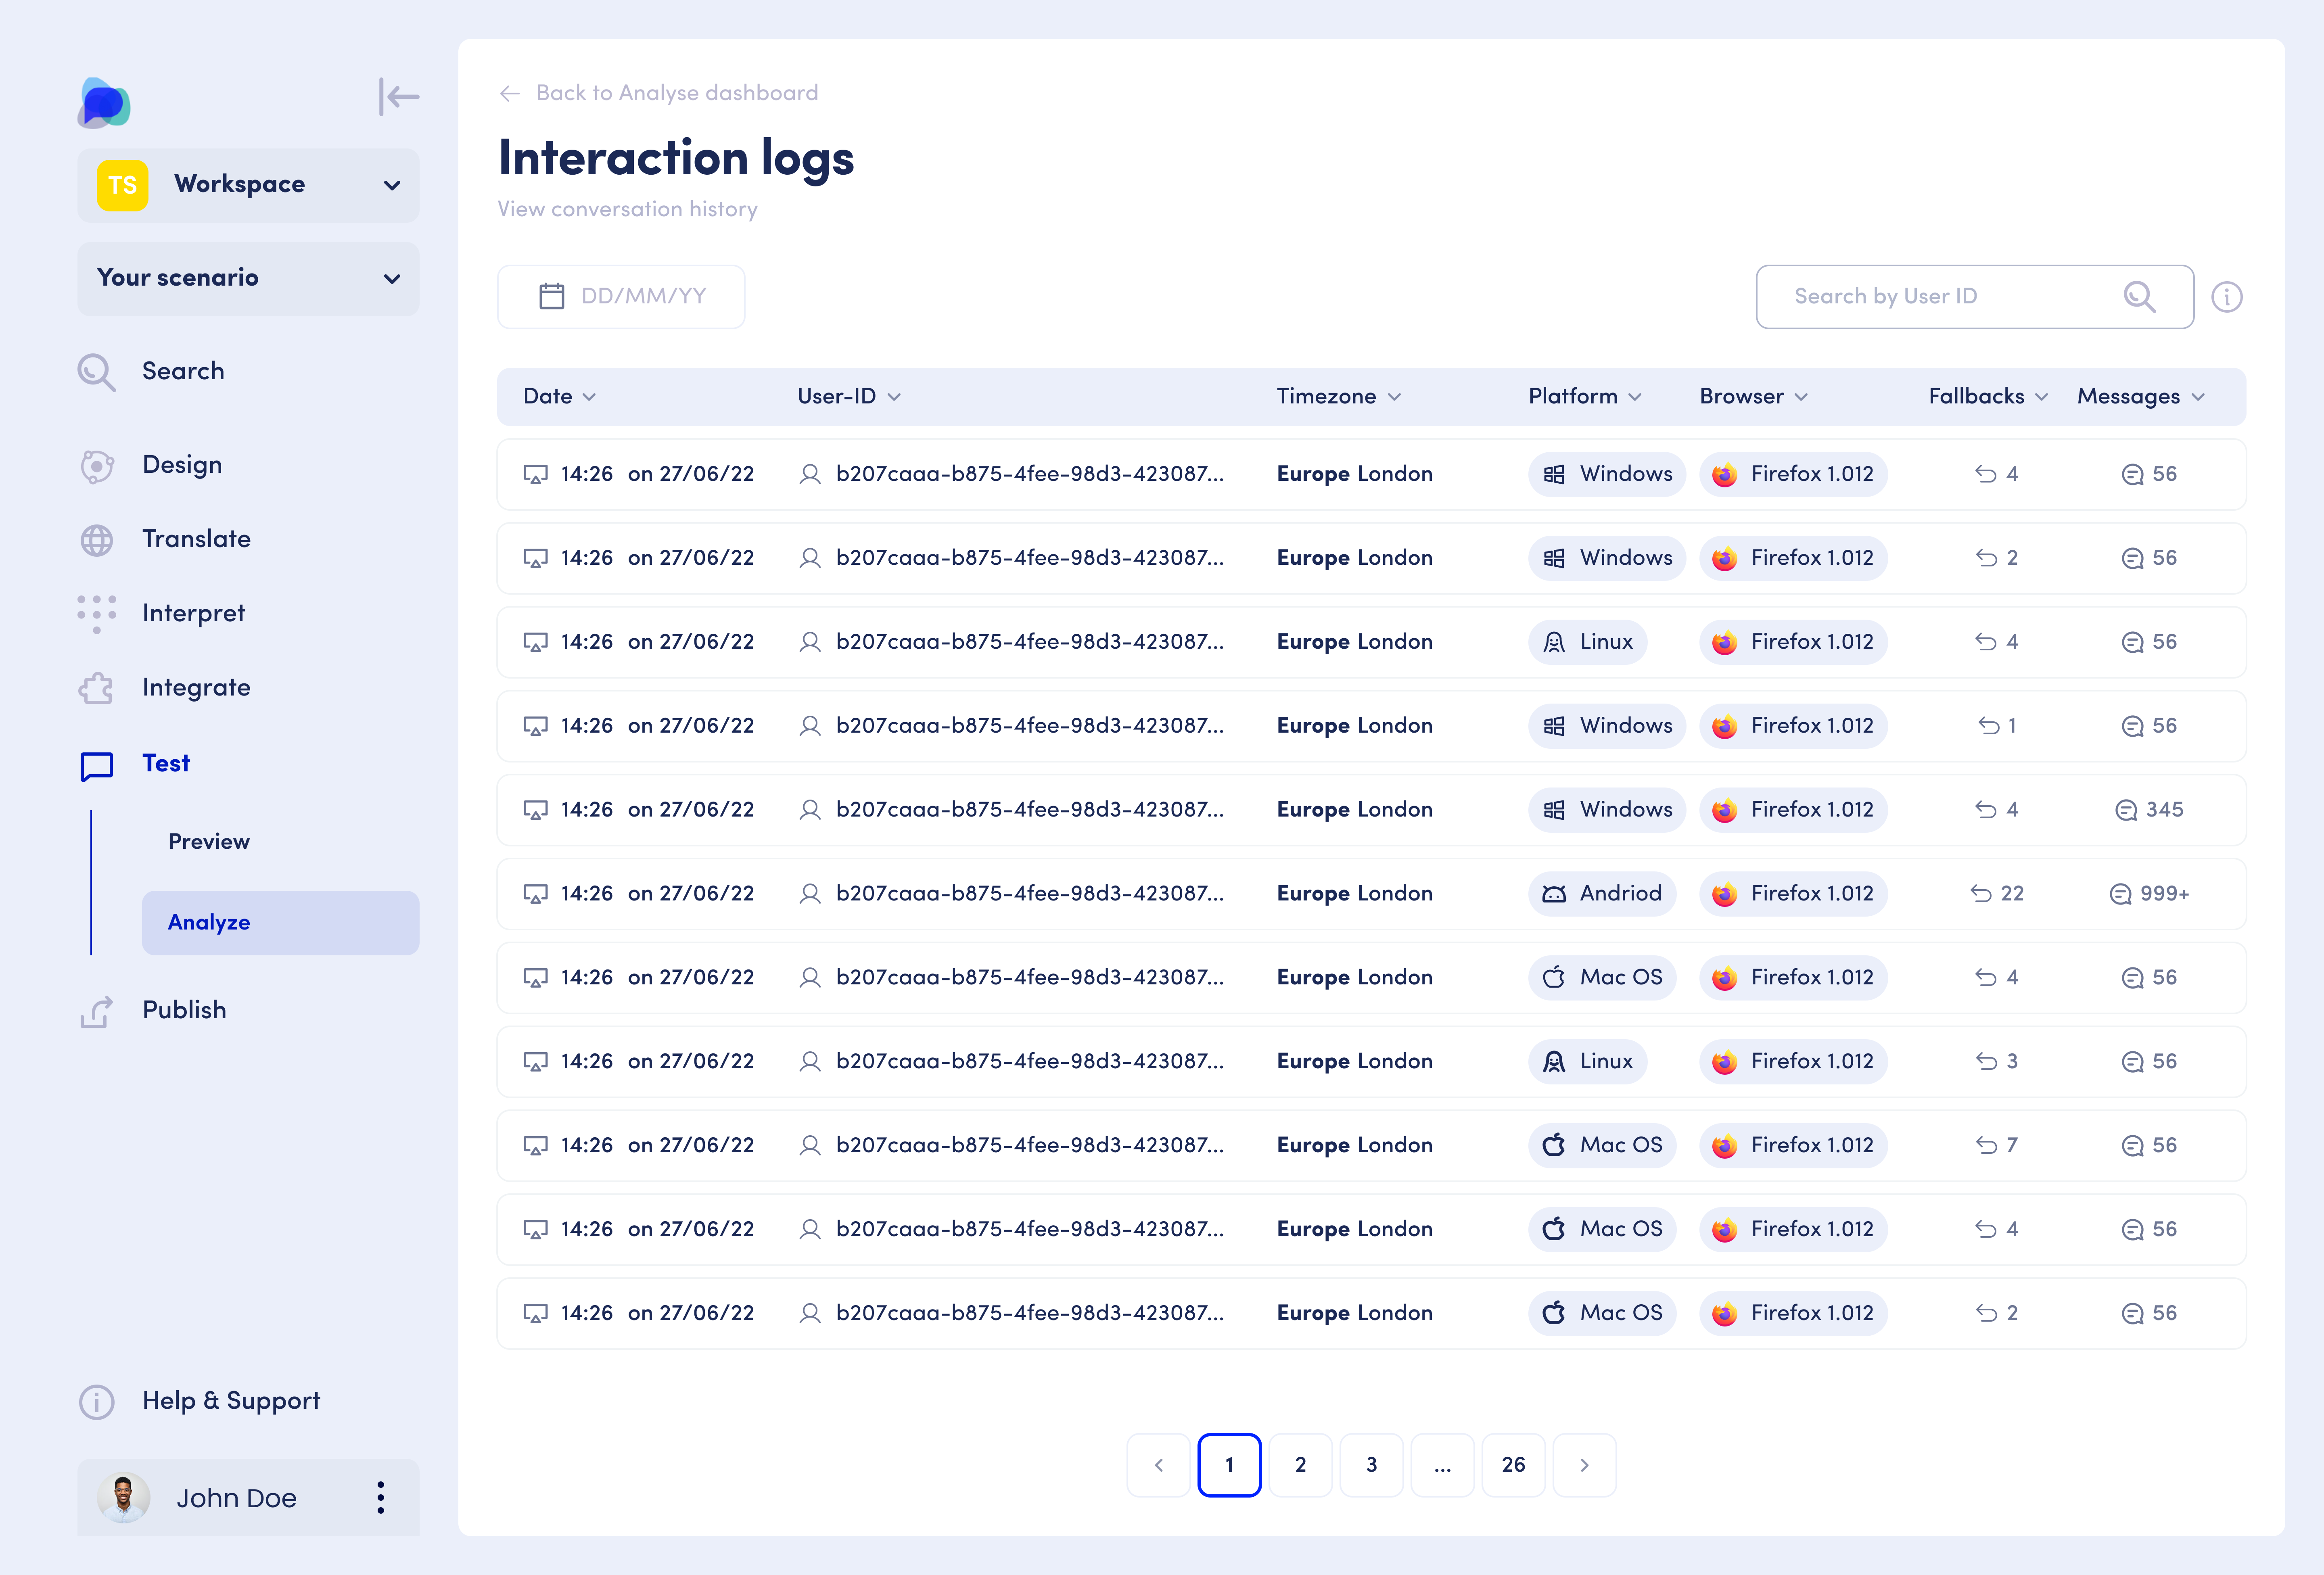 TS Workspace
Your scenario
Search
Design
Translate
Interpret
Integrate
Test
Preview
Analyze
Publish
Help & Support
John Doe
Back to Analyse dashboard
Interaction logs
View conversation history
DD/MM/YY
Search by User ID
Date User-ID Timezone Platform Browser Fallbacks Messages
14:26 on 27/06/22 b207caaa-b875-4fee-98d3-423087... Europe London Windows Firefox 1.012 4 56
14:26 on 27/06/22 b207caaa-b875-4fee-98d3-423087... Europe London Windows Firefox 1.012 2 56
14:26 on 27/06/22 b207caaa-b875-4fee-98d3-423087... Europe London Linux Firefox 1.012 4 56
14:26 on 27/06/22 b207caaa-b875-4fee-98d3-423087... Europe London Windows Firefox 1.012 1 56
14:26 on 27/06/22 b207caaa-b875-4fee-98d3-423087... Europe London Windows Firefox 1.012 4 345
14:26 on 27/06/22 b207caaa-b875-4fee-98d3-423087... Europe London Andriod Firefox 1.012 22 999+
14:26 on 27/06/22 b207caaa-b875-4fee-98d3-423087... Europe London Mac OS Firefox 1.012 4 56
14:26 on 27/06/22 b207caaa-b875-4fee-98d3-423087... Europe London Linux Firefox 1.012 3 56
14:26 on 27/06/22 b207caaa-b875-4fee-98d3-423087... Europe London Mac OS Firefox 1.012 7 56
14:26 on 27/06/22 b207caaa-b875-4fee-98d3-423087... Europe London Mac OS Firefox 1.012 4 56
14:26 on 27/06/22 b207caaa-b875-4fee-98d3-423087... Europe London Mac OS Firefox 1.012 2 56
1 2 3 ... 26